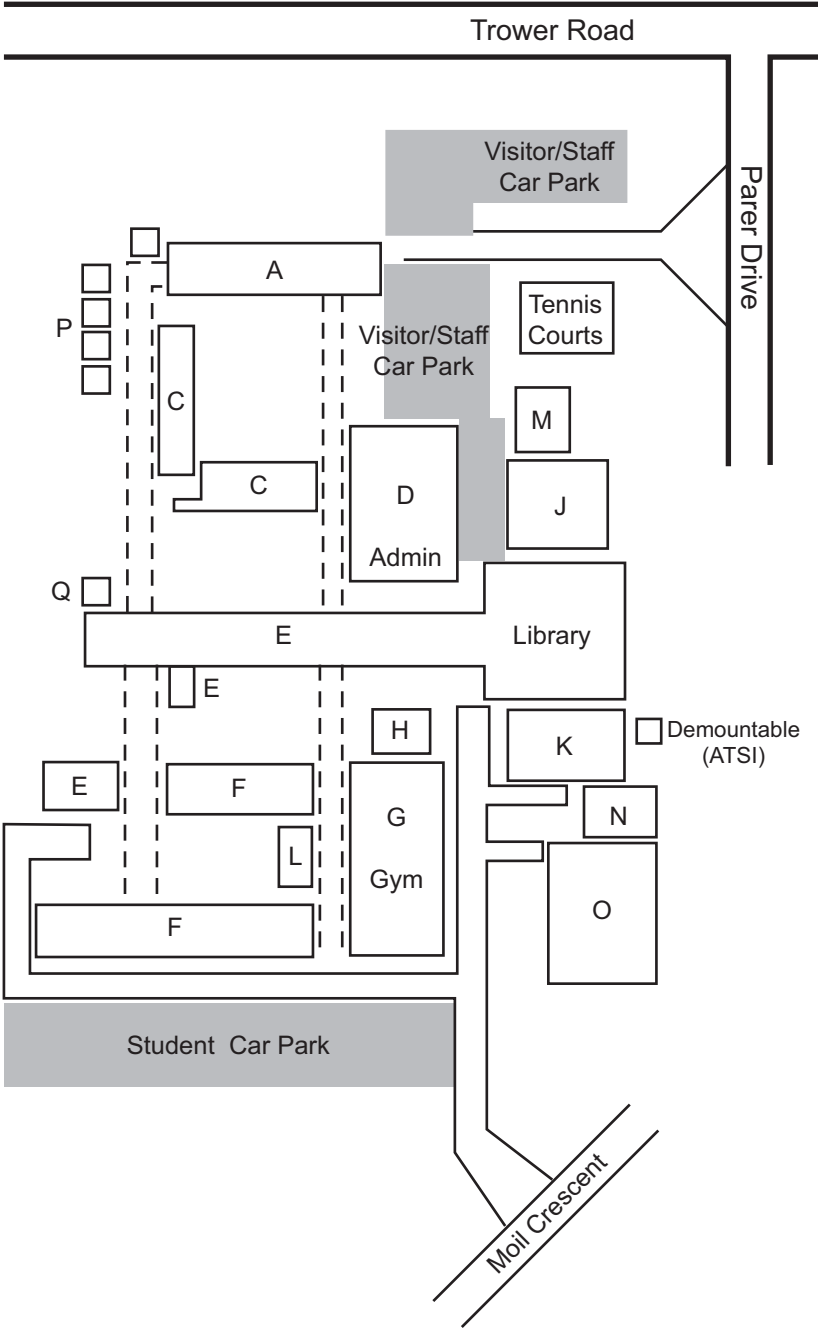 Trower Road
Visitor/Staff
Car Park
Parer Drive
A
P
Visitor/Staff
Car Park
Tennis
Courts
C
M
C
D
Admin
J
Q
E
Library
E
H
K
Demountable
(ATSI)
E
F
G
Gym
N
L
F
O
Student Car Park
Moil Crescent